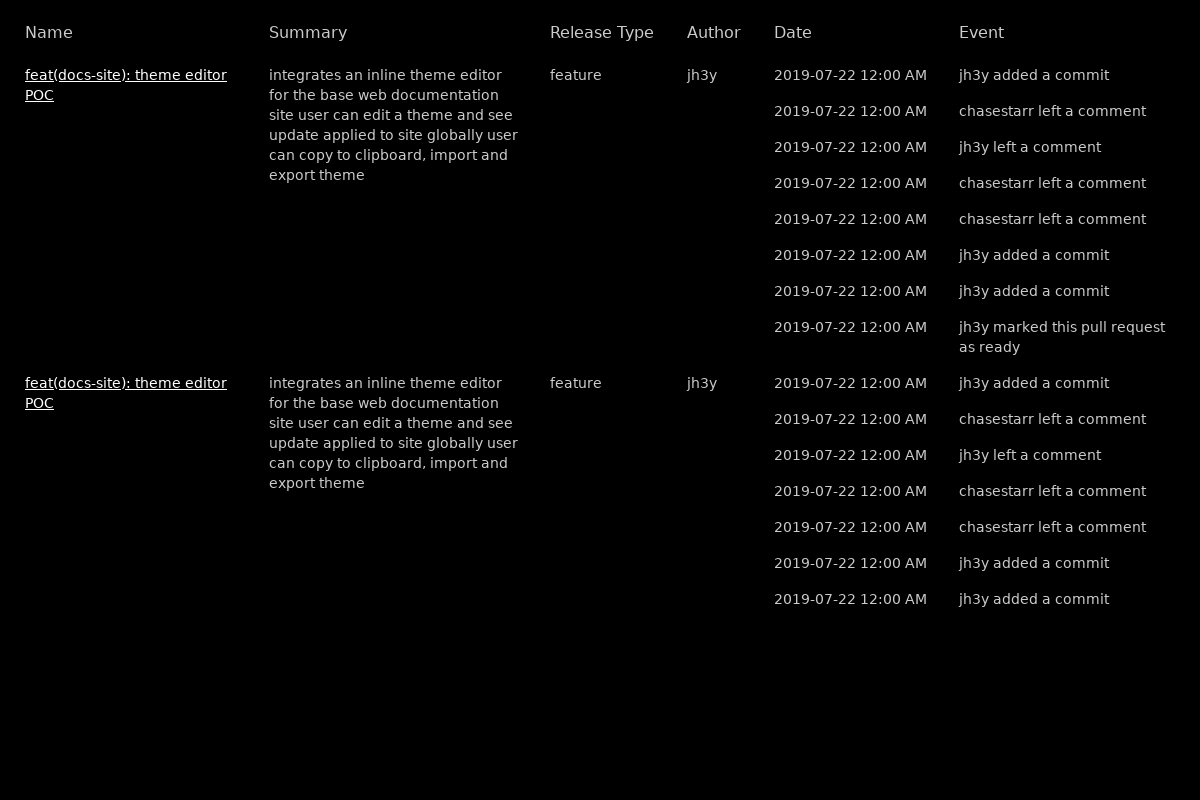 Name Summary Release Type Author Date Event
feat(docs-site): theme editor integrates an inline theme editor feature jh3y 2019-07-22 12:00 AM jh3y added a commit
POC for the base web documentation
2019-07-22 12:00 AM chasestarr left a comment
site user can edit a theme and see
update applied to site globally user
2019-07-22 12:00 AM jh3y left a comment
can copy to clipboard, import and
export theme
2019-07-22 12:00 AM chasestarr left a comment
2019-07-22 12:00 AM chasestarr left a comment
2019-07-22 12:00 AM jh3y added a commit
2019-07-22 12:00 AM jh3y added a commit
2019-07-22 12:00 AM jh3y marked this pull request
as ready
feat(docs-site): theme editor integrates an inline theme editor feature jh3y 2019-07-22 12:00 AM jh3y added a commit
POC for the base web documentation
2019-07-22 12:00 AM chasestarr left a comment
site user can edit a theme and see
update applied to site globally user
2019-07-22 12:00 AM jh3y left a comment
can copy to clipboard, import and
export theme
2019-07-22 12:00 AM chasestarr left a comment
2019-07-22 12:00 AM chasestarr left a comment
2019-07-22 12:00 AM jh3y added a commit
2019-07-22 12:00 AM jh3y added a commit